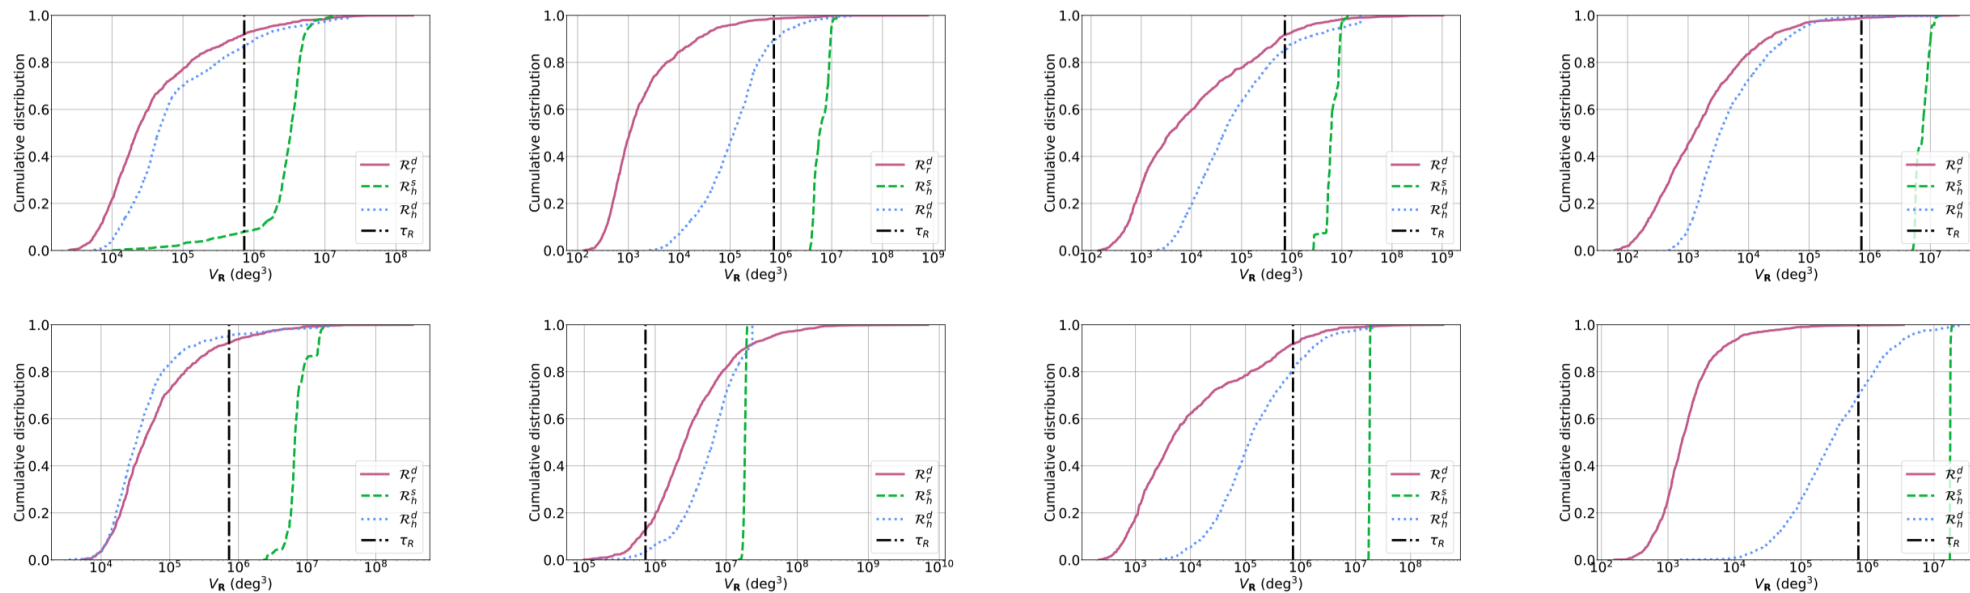 Cumulative distribution
1.0
0.8
0.6
0.4
0.2
0.0
10⁴ 10⁵ 10⁶ 10⁷ 10⁸
V_R (deg³)
ℛ_r^d
ℛ_h^s
ℛ_h^d
τ_R
Cumulative distribution
1.0
0.8
0.6
0.4
0.2
0.0
10² 10³ 10⁴ 10⁵ 10⁶ 10⁷ 10⁸ 10⁹
V_R (deg³)
ℛ_r^d
ℛ_h^s
ℛ_h^d
τ_R
Cumulative distribution
1.0
0.8
0.6
0.4
0.2
0.0
10² 10³ 10⁴ 10⁵ 10⁶ 10⁷ 10⁸ 10⁹
V_R (deg³)
ℛ_r^d
ℛ_h^s
ℛ_h^d
τ_R
Cumulative distribution
1.0
0.8
0.6
0.4
0.2
0.0
10² 10³ 10⁴ 10⁵ 10⁶ 10⁷
V_R (deg³)
ℛ_r^d
ℛ_h^s
ℛ_h^d
τ_R
Cumulative distribution
1.0
0.8
0.6
0.4
0.2
0.0
10⁴ 10⁵ 10⁶ 10⁷ 10⁸
V_R (deg³)
ℛ_r^d
ℛ_h^s
ℛ_h^d
τ_R
Cumulative distribution
1.0
0.8
0.6
0.4
0.2
0.0
10⁵ 10⁶ 10⁷ 10⁸ 10⁹ 10¹⁰
V_R (deg³)
ℛ_r^d
ℛ_h^s
ℛ_h^d
τ_R
Cumulative distribution
1.0
0.8
0.6
0.4
0.2
0.0
10³ 10⁴ 10⁵ 10⁶ 10⁷ 10⁸
V_R (deg³)
ℛ_r^d
ℛ_h^s
ℛ_h^d
τ_R
Cumulative distribution
1.0
0.8
0.6
0.4
0.2
0.0
10² 10³ 10⁴ 10⁵ 10⁶ 10⁷
V_R (deg³)
ℛ_r^d
ℛ_h^s
ℛ_h^d
τ_R